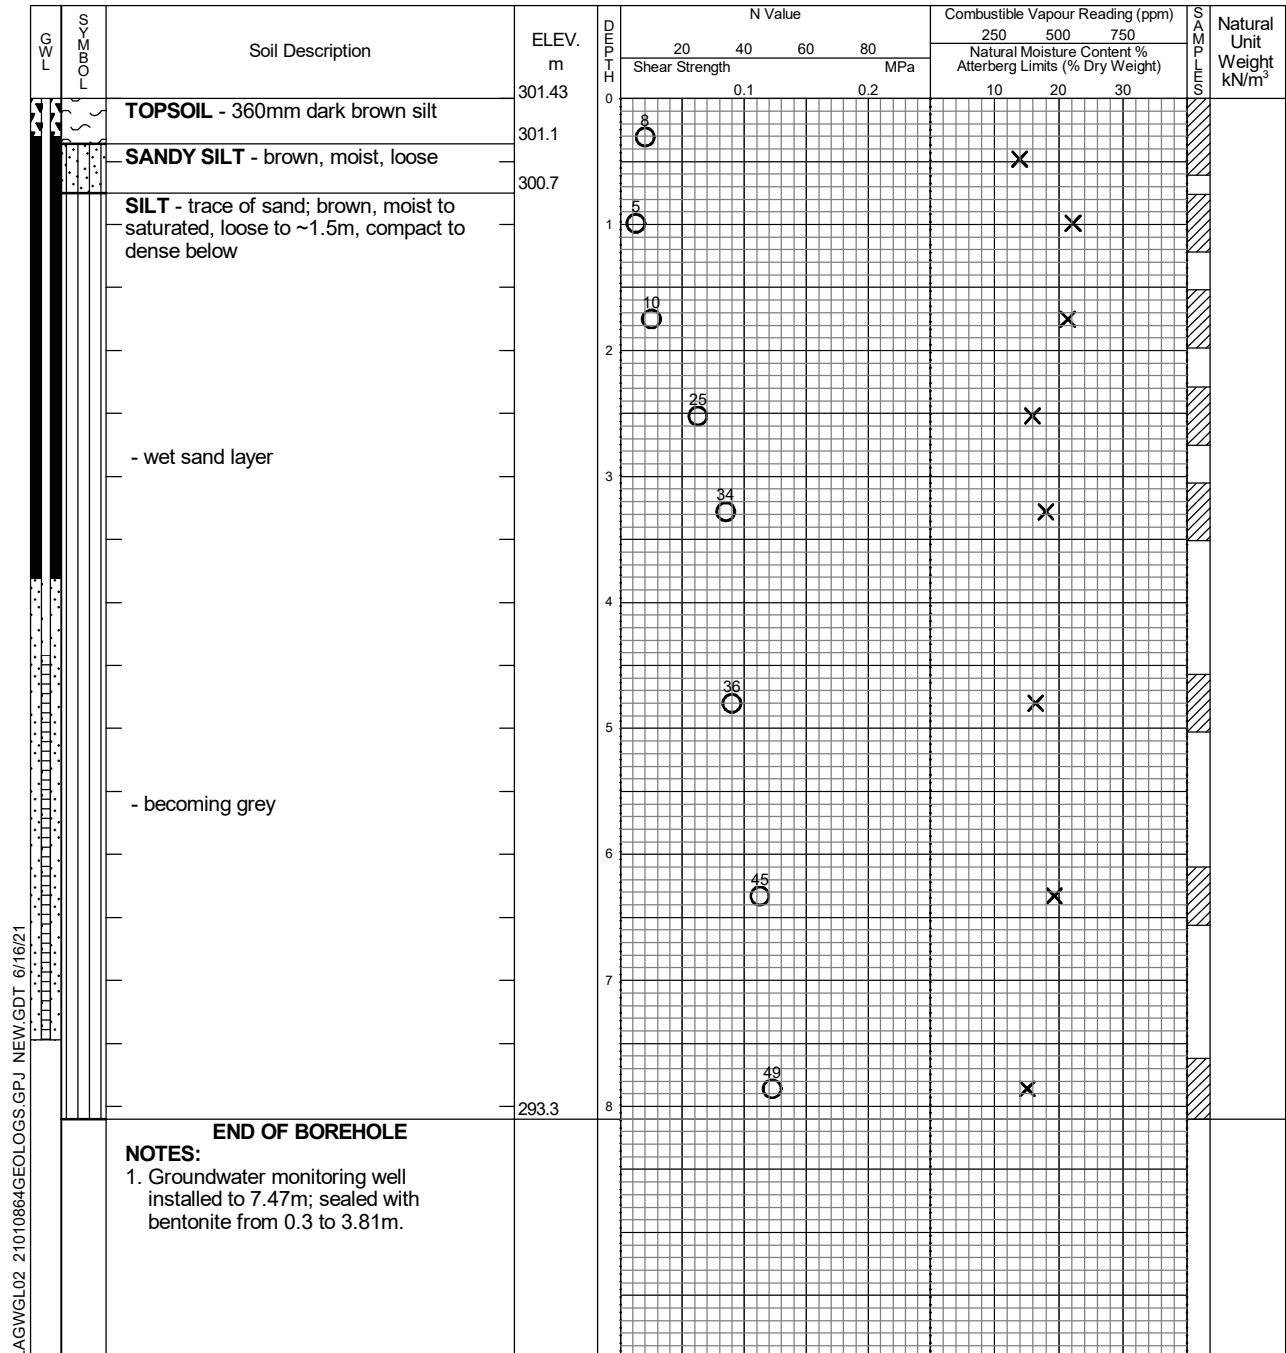 GWL
SYMBOL
Soil Description
ELEV.
m
DEPTH
N Value
20 40 60 80
Shear Strength MPa
0.1 0.2
Combustible Vapour Reading (ppm)
250 500 750
Natural Moisture Content %
Atterberg Limits (% Dry Weight)
10 20 30
SAMPLES
Natural
Unit
Weight
kN/m³
301.43
0
TOPSOIL - 360mm dark brown silt
8
301.1
SANDY SILT - brown, moist, loose
300.7
SILT - trace of sand; brown, moist to
saturated, loose to ~1.5m, compact to
dense below
5
1
10
2
25
- wet sand layer
3
34
4
36
5
- becoming grey
6
45
7
49
8
293.3
END OF BOREHOLE
NOTES:
1. Groundwater monitoring well
installed to 7.47m; sealed with
bentonite from 0.3 to 3.81m.
AGWGL02 21010864GEOLOGS.GPJ NEW.GDT 6/16/21